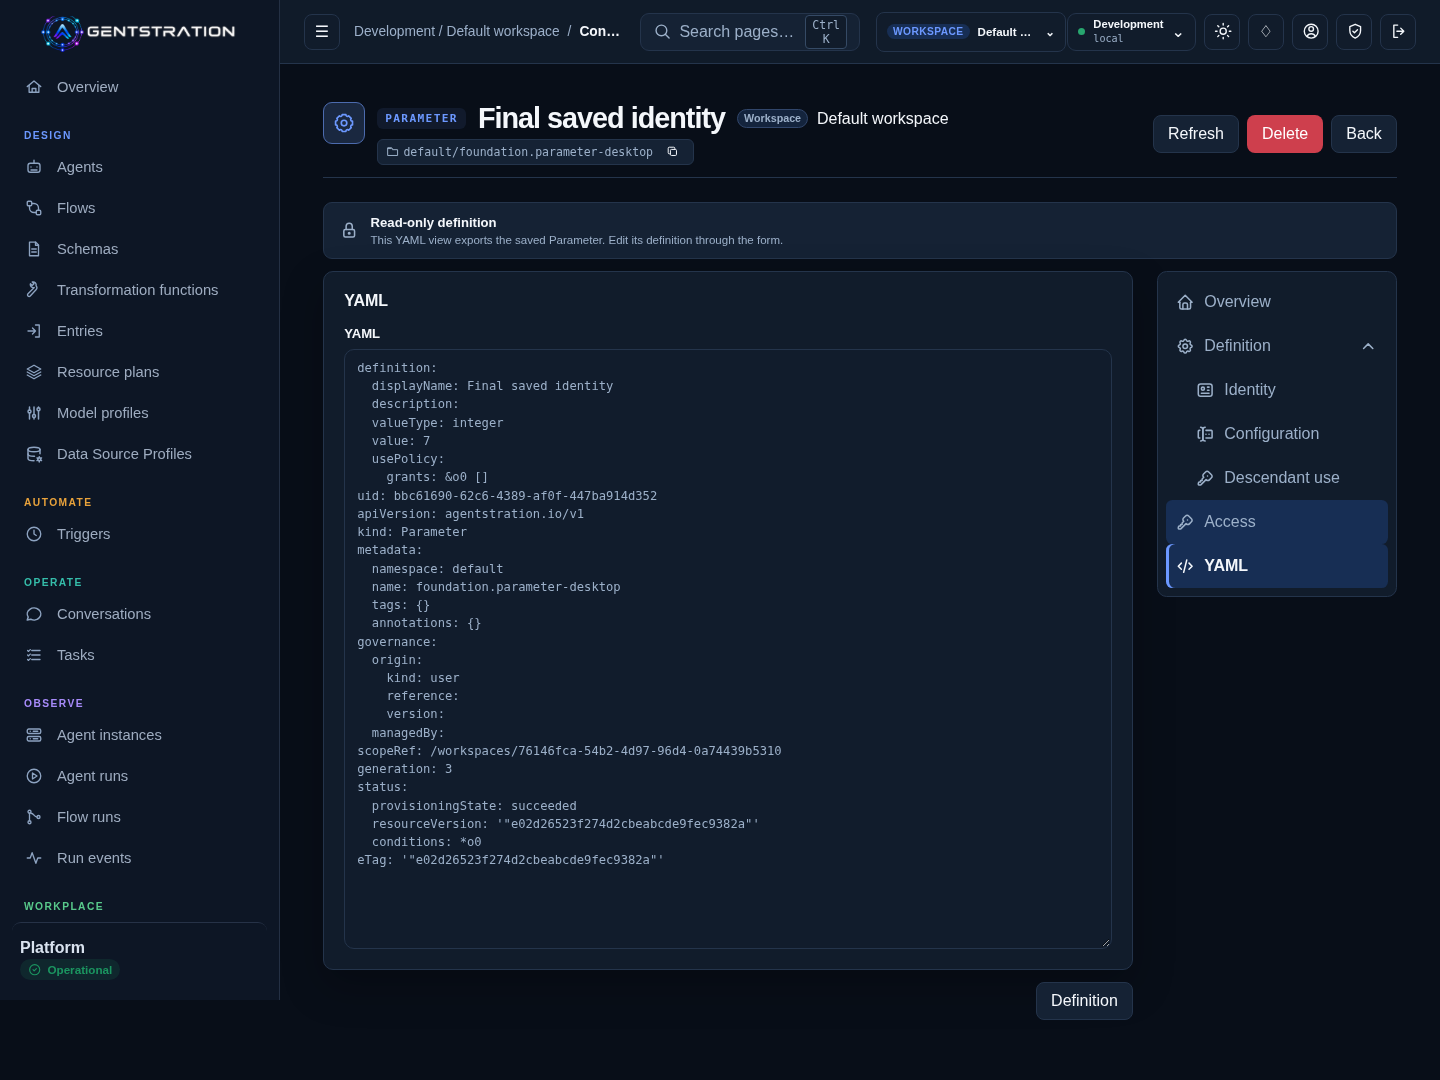 GENTSTRATION
☰
Development / Default workspace / Con…
Search pages…
Ctrl
K
WORKSPACE Default …
Development
local
Overview
DESIGN
Agents
Flows
Schemas
Transformation functions
Entries
Resource plans
Model profiles
Data Source Profiles
AUTOMATE
Triggers
OPERATE
Conversations
Tasks
OBSERVE
Agent instances
Agent runs
Flow runs
Run events
WORKPLACE
Platform
Operational
PARAMETER
Final saved identity
Workspace
Default workspace
default/foundation.parameter-desktop
Refresh
Delete
Back
Read-only definition
This YAML view exports the saved Parameter. Edit its definition through the form.
YAML
YAML
definition:
  displayName: Final saved identity
  description:
  valueType: integer
  value: 7
  usePolicy:
    grants: &o0 []
uid: bbc61690-62c6-4389-af0f-447ba914d352
apiVersion: agentstration.io/v1
kind: Parameter
metadata:
  namespace: default
  name: foundation.parameter-desktop
  tags: {}
  annotations: {}
governance:
  origin:
    kind: user
    reference:
    version:
  managedBy:
scopeRef: /workspaces/76146fca-54b2-4d97-96d4-0a74439b5310
generation: 3
status:
  provisioningState: succeeded
  resourceVersion: '"e02d26523f274d2cbeabcde9fec9382a"'
  conditions: *o0
eTag: '"e02d26523f274d2cbeabcde9fec9382a"'
Definition
Overview
Definition
Identity
Configuration
Descendant use
Access
YAML